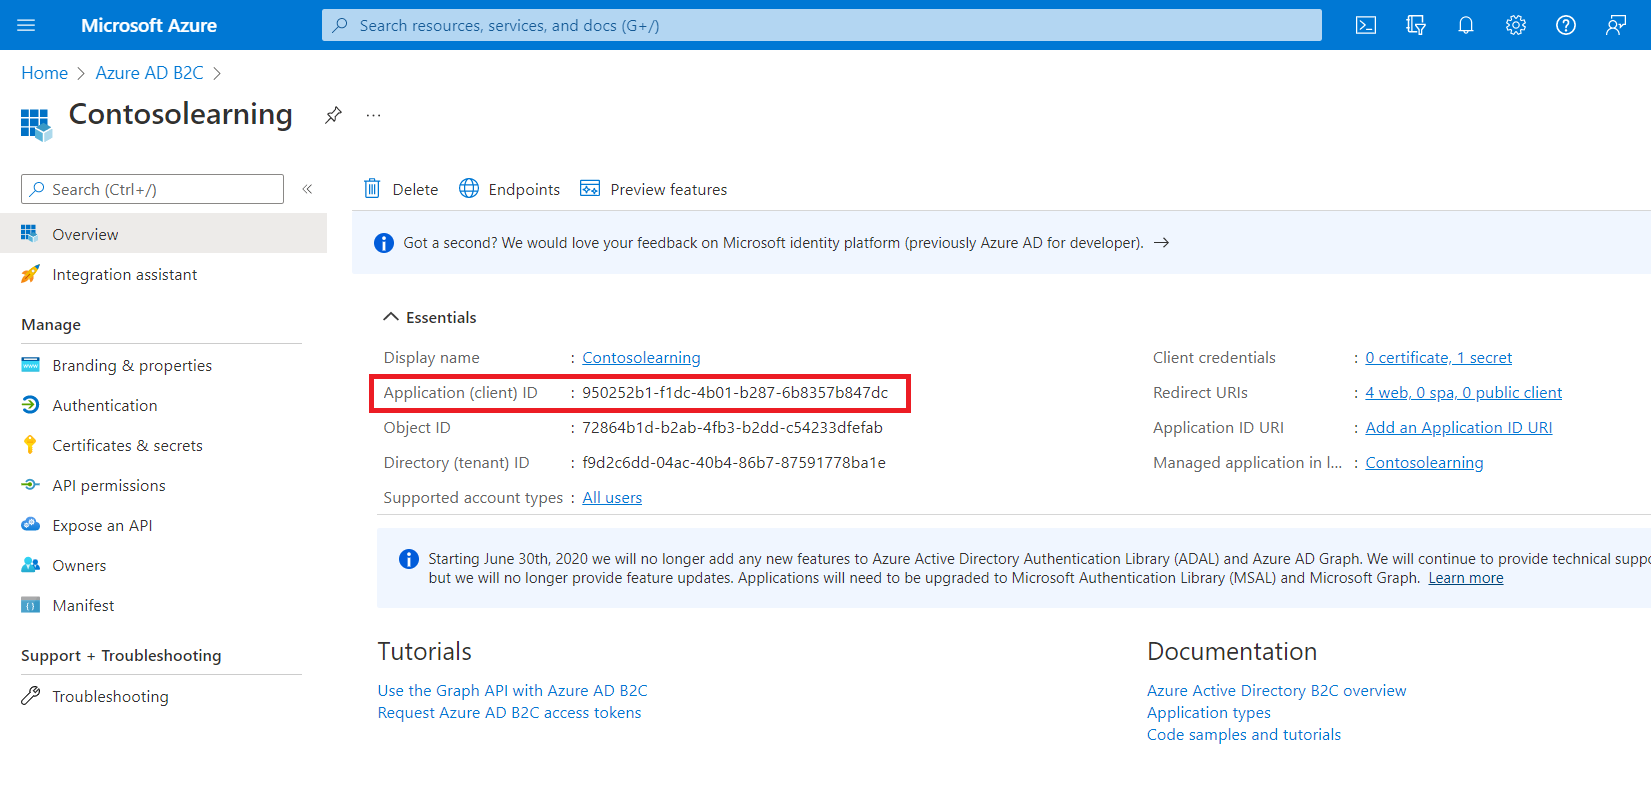 Microsoft Azure
Search resources, services, and docs (G+/)
Home > Azure AD B2C >
Contosolearning
...
Search (Ctrl+/)
«
Overview
Integration assistant
Manage
Branding & properties
Authentication
Certificates & secrets
API permissions
Expose an API
Owners
Manifest
Support + Troubleshooting
Troubleshooting
Delete
Endpoints
Preview features
Got a second? We would love your feedback on Microsoft identity platform (previously Azure AD for developer). →
Essentials
Display name : Contosolearning
Application (client) ID : 950252b1-f1dc-4b01-b287-6b8357b847dc
Object ID : 72864b1d-b2ab-4fb3-b2dd-c54233dfefab
Directory (tenant) ID : f9d2c6dd-04ac-40b4-86b7-87591778ba1e
Supported account types : All users
Client credentials : 0 certificate, 1 secret
Redirect URIs : 4 web, 0 spa, 0 public client
Application ID URI : Add an Application ID URI
Managed application in l... : Contosolearning
Starting June 30th, 2020 we will no longer add any new features to Azure Active Directory Authentication Library (ADAL) and Azure AD Graph. We will continue to provide technical suppo
but we will no longer provide feature updates. Applications will need to be upgraded to Microsoft Authentication Library (MSAL) and Microsoft Graph. Learn more
Tutorials
Use the Graph API with Azure AD B2C
Request Azure AD B2C access tokens
Documentation
Azure Active Directory B2C overview
Application types
Code samples and tutorials